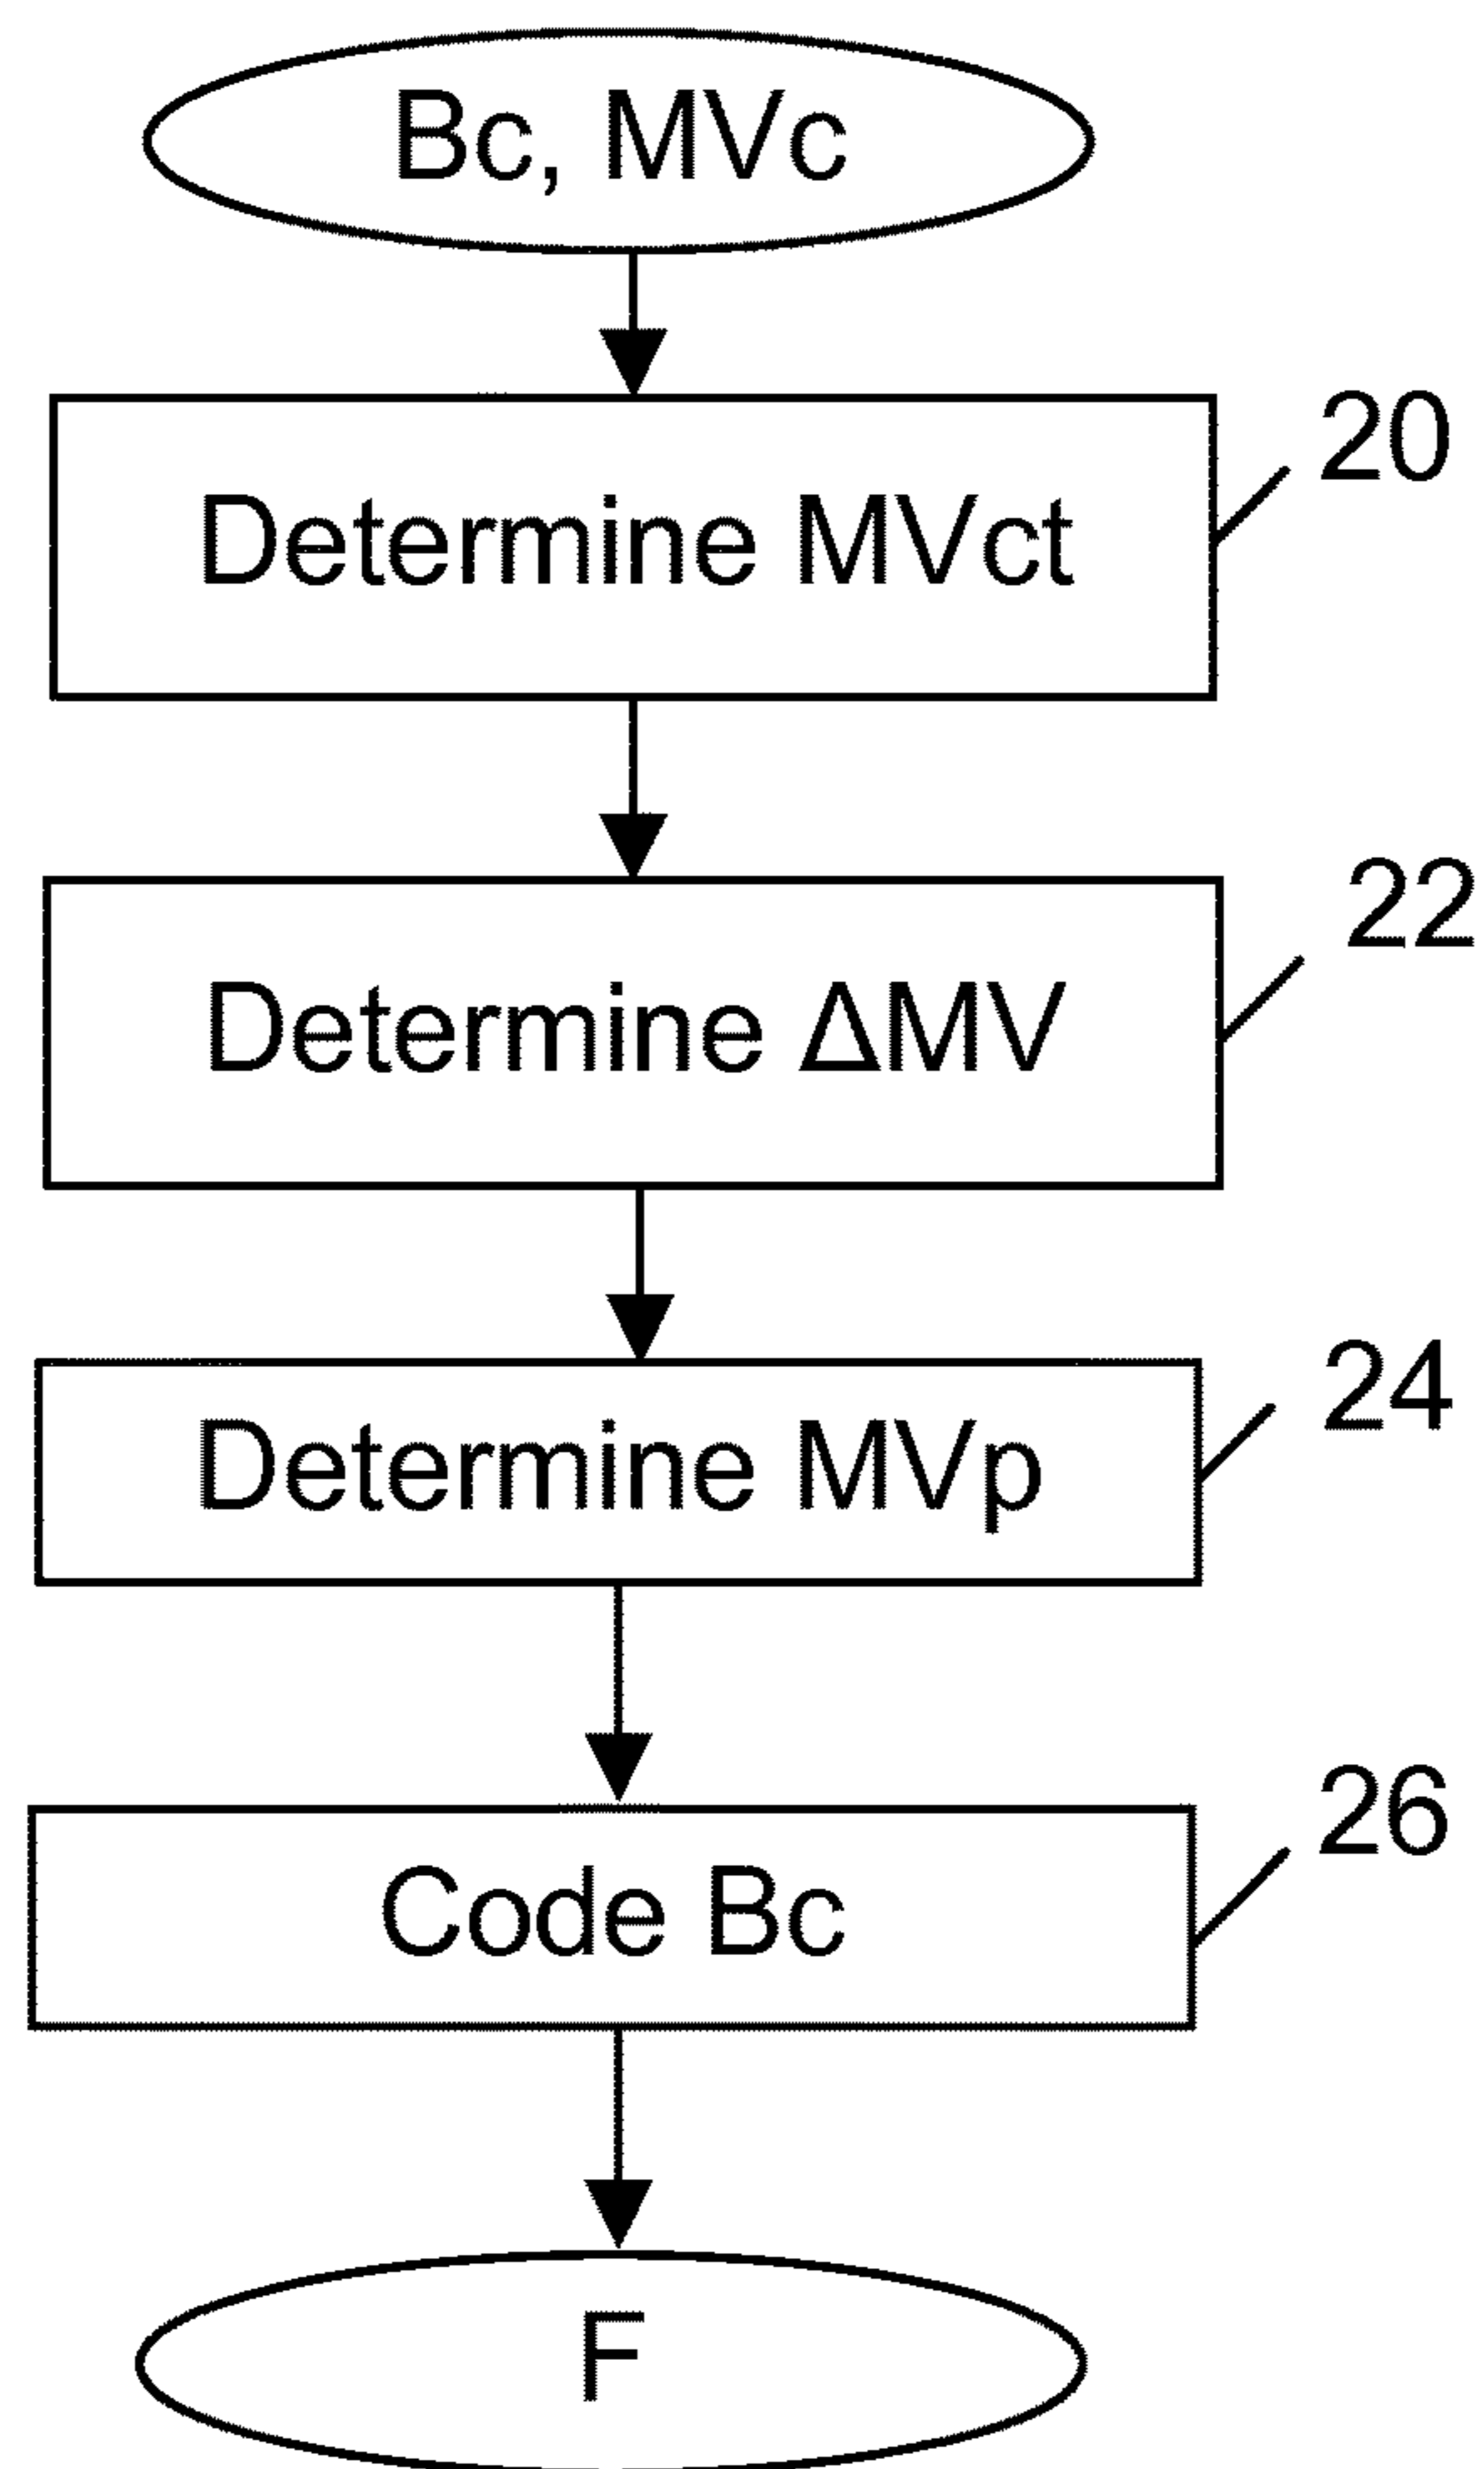 Bc, MVc
20
Determine MVct
22
Determine ΔMV
24
Determine MVp
26
Code Bc
F